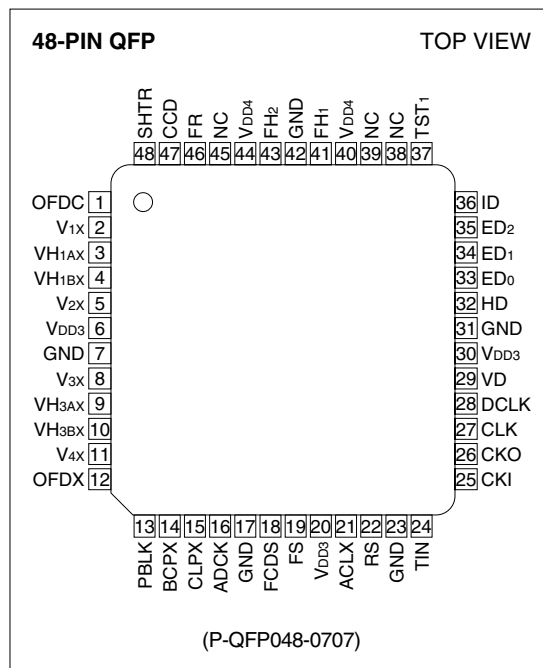 48-PIN QFP
TOP VIEW
SHTR
CCD
FR
NC
VDD4
FH2
GND
FH1
VDD4
NC
NC
TST1
48 47 46 45 44 43 42 41 40 39 38 37
OFDC 1
V1X 2
VH1AX 3
VH1BX 4
V2X 5
VDD3 6
GND 7
V3X 8
VH3AX 9
VH3BX 10
V4X 11
OFDX 12
36 ID
35 ED2
34 ED1
33 ED0
32 HD
31 GND
30 VDD3
29 VD
28 DCLK
27 CLK
26 CKO
25 CKI
13 14 15 16 17 18 19 20 21 22 23 24
PBLK
BCPX
CLPX
ADCK
GND
FCDS
FS
VDD3
ACLX
RS
GND
TIN
(P-QFP048-0707)